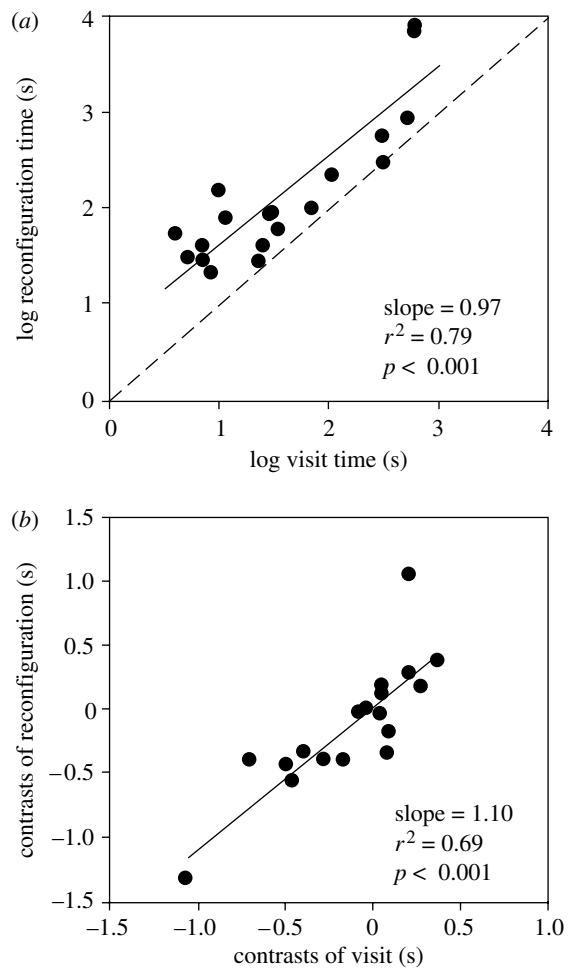 (a)
4
3
2
1
0
log reconfiguration time (s)
slope = 0.97
r² = 0.79
p < 0.001
0 1 2 3 4
log visit time (s)
(b)
1.5
1.0
0.5
0
−0.5
−1.0
−1.5
contrasts of reconfiguration (s)
slope = 1.10
r² = 0.69
p < 0.001
−1.5 −1.0 −0.5 0 0.5 1.0
contrasts of visit (s)